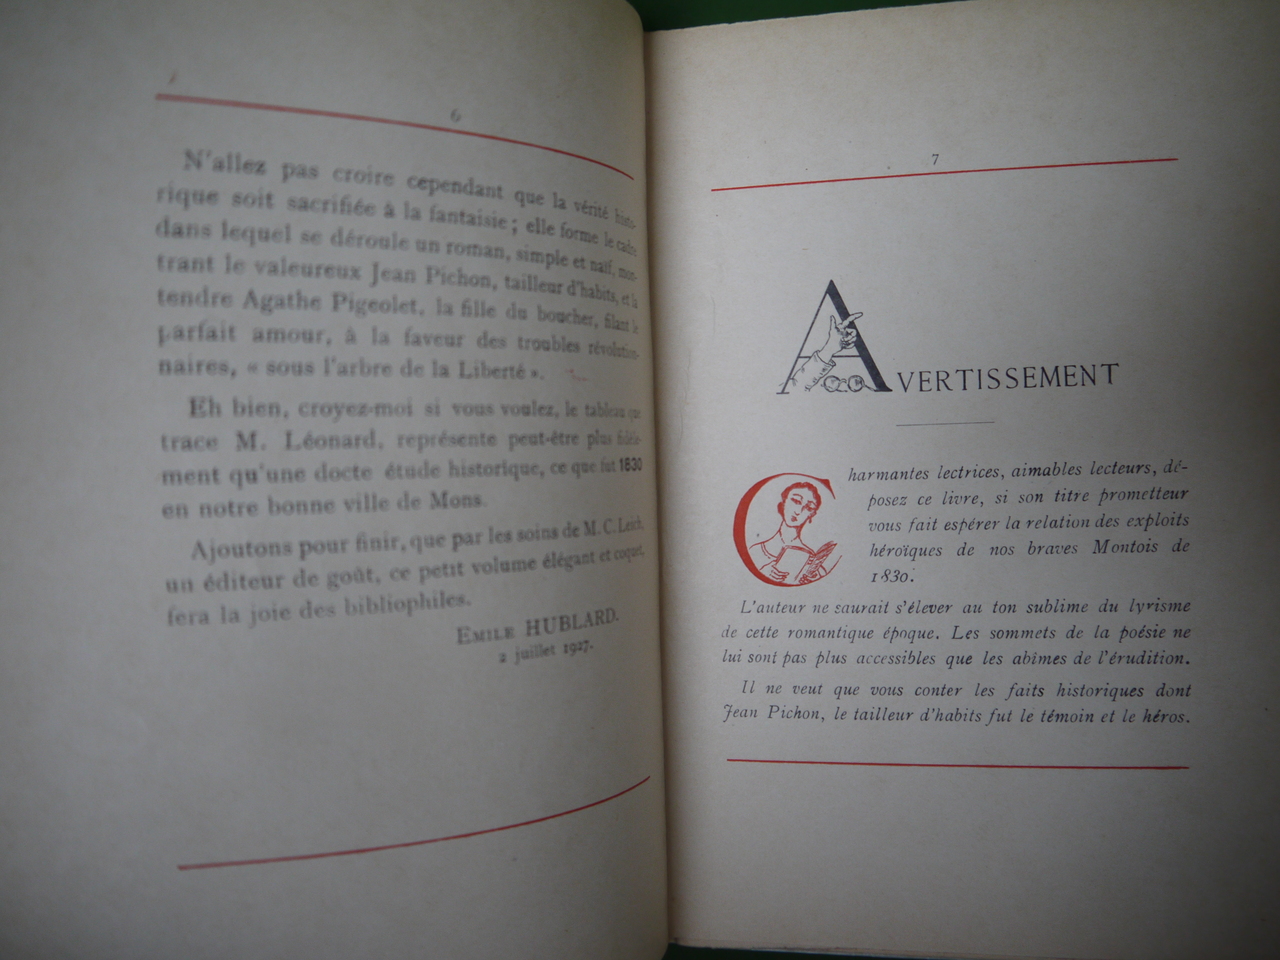 6
N'allez pas croire cependant que la vérité histo-
rique soit sacrifiée à la fantaisie ; elle forme le cadre
dans lequel se déroule un roman, simple et naïf, mon-
trant le valeureux Jean Pichon, tailleur d'habits, et la
tendre Agathe Pigeolet, la fille du boucher, filant le
parfait amour, à la faveur des troubles révolution-
naires, « sous l'arbre de la Liberté ».
Eh bien, croyez-moi si vous voulez, le tableau que
trace M. Léonard, représente peut-être plus fidèle-
ment qu'une docte étude historique, ce que fut 1830
en notre bonne ville de Mons.
Ajoutons pour finir, que par les soins de M. C. Leich,
un éditeur de goût, ce petit volume élégant et coquet,
fera la joie des bibliophiles.
EMILE HUBLARD.
2 juillet 1927.
7
AVERTISSEMENT
Charmantes lectrices, aimables lecteurs, dé-
posez ce livre, si son titre prometteur
vous fait espérer la relation des exploits
héroïques de nos braves Montois de
1830.
L'auteur ne saurait s'élever au ton sublime du lyrisme
de cette romantique époque. Les sommets de la poésie ne
lui sont pas plus accessibles que les abîmes de l'érudition.
Il ne veut que vous conter les faits historiques dont
Jean Pichon, le tailleur d'habits fut le témoin et le héros.